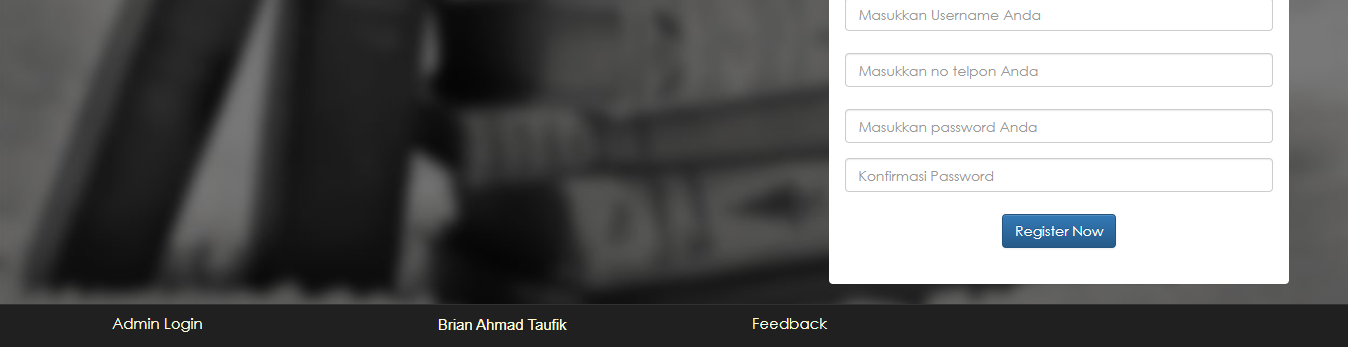 Masukkan Username Anda
Masukkan no telpon Anda
Masukkan password Anda
Konfirmasi Password
Register Now
Admin Login
Brian Ahmad Taufik
Feedback